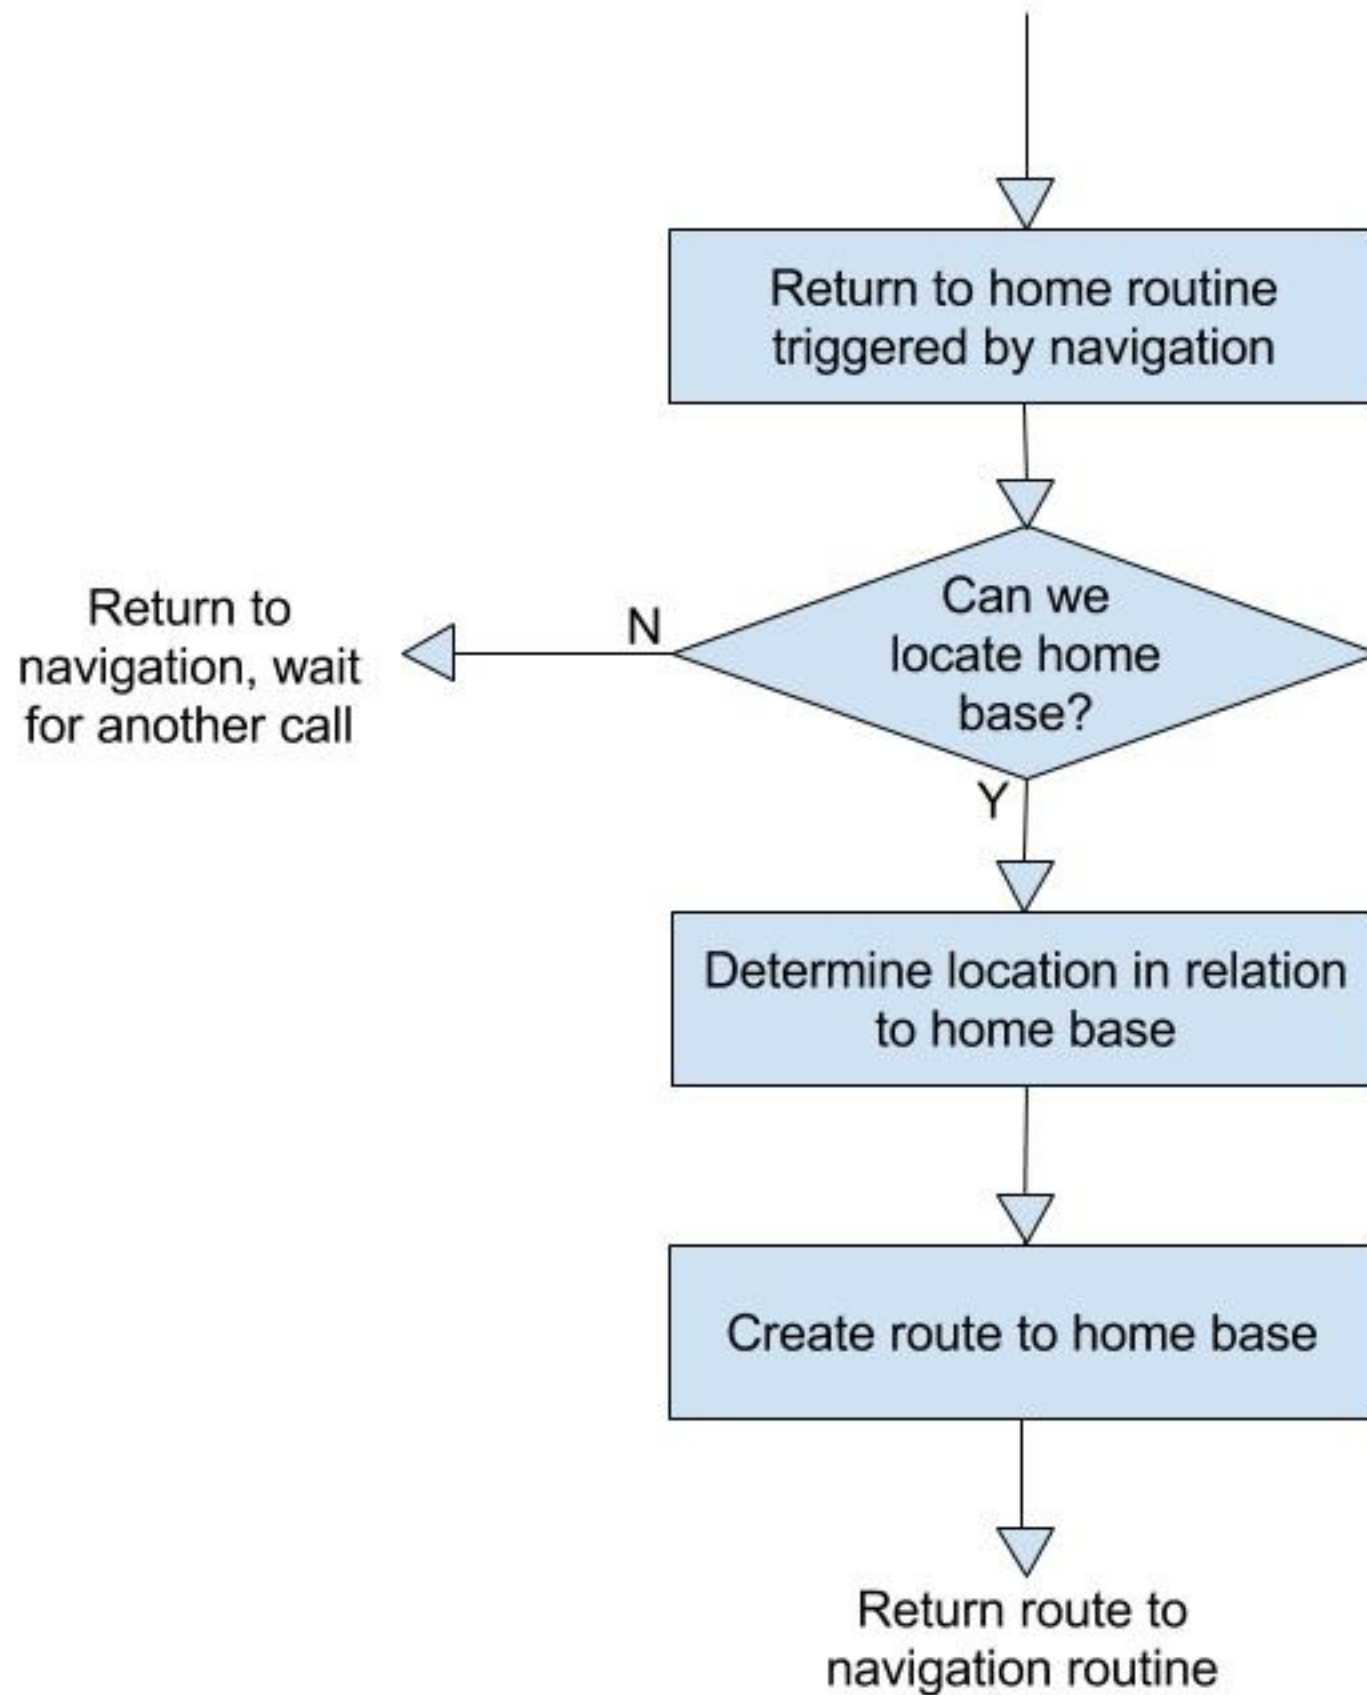 Return to home routine
triggered by navigation
Can we
locate home
base?
N
Return to
navigation, wait
for another call
Y
Determine location in relation
to home base
Create route to home base
Return route to
navigation routine